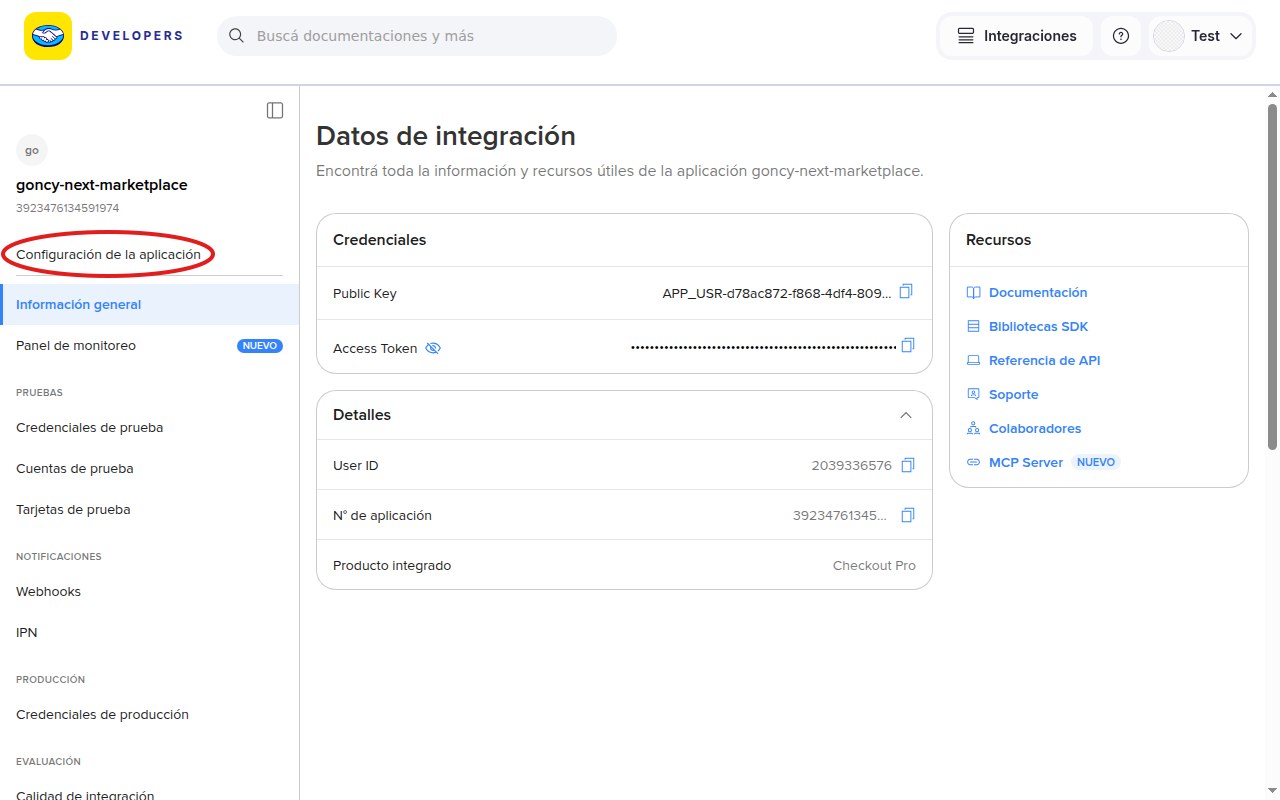 DEVELOPERS
Buscá documentaciones y más
Integraciones
Test
go
goncy-next-marketplace
3923476134591974
Configuración de la aplicación
Información general
Panel de monitoreo NUEVO
PRUEBAS
Credenciales de prueba
Cuentas de prueba
Tarjetas de prueba
NOTIFICACIONES
Webhooks
IPN
PRODUCCIÓN
Credenciales de producción
EVALUACIÓN
Calidad de integración
Datos de integración
Encontrá toda la información y recursos útiles de la aplicación goncy-next-marketplace.
Credenciales
Public Key APP_USR-d78ac872-f868-4df4-809...
Access Token
Detalles
User ID 2039336576
N° de aplicación 39234761345...
Producto integrado Checkout Pro
Recursos
Documentación
Bibliotecas SDK
Referencia de API
Soporte
Colaboradores
MCP Server NUEVO